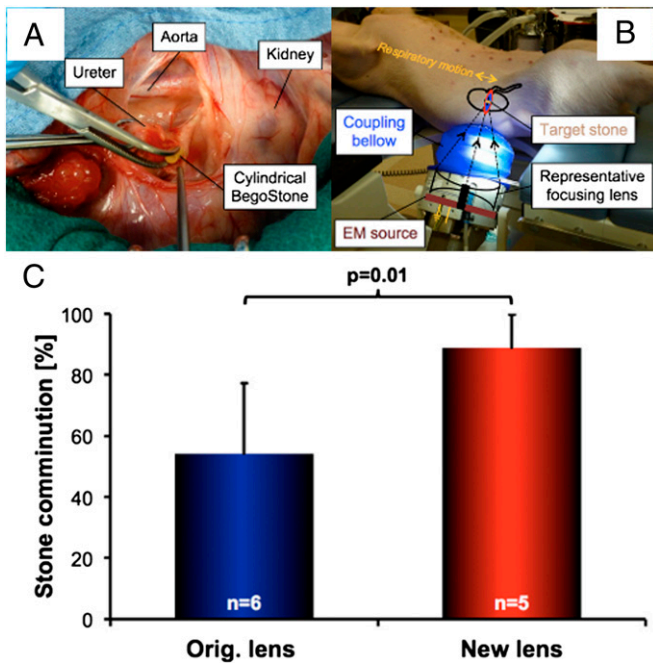 A
Aorta
Ureter
Kidney
Cylindrical
BegoStone
B
Respiratory motion
Coupling
bellow
Target stone
Representative
focusing lens
EM source
C
p=0.01
Stone comminution [%]
100
80
60
40
20
0
n=6
n=5
Orig. lens
New lens